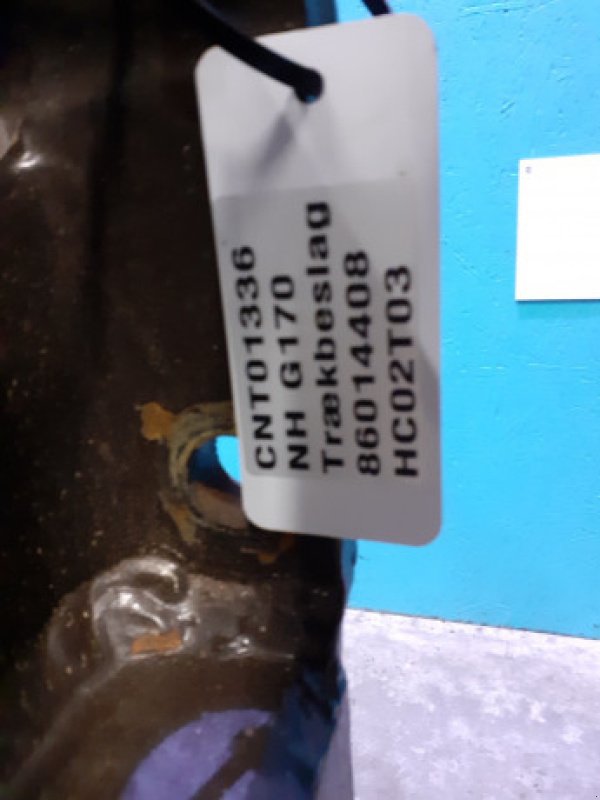 CNT01336
NH G170
Trækbeslag
86014408
HC02T03